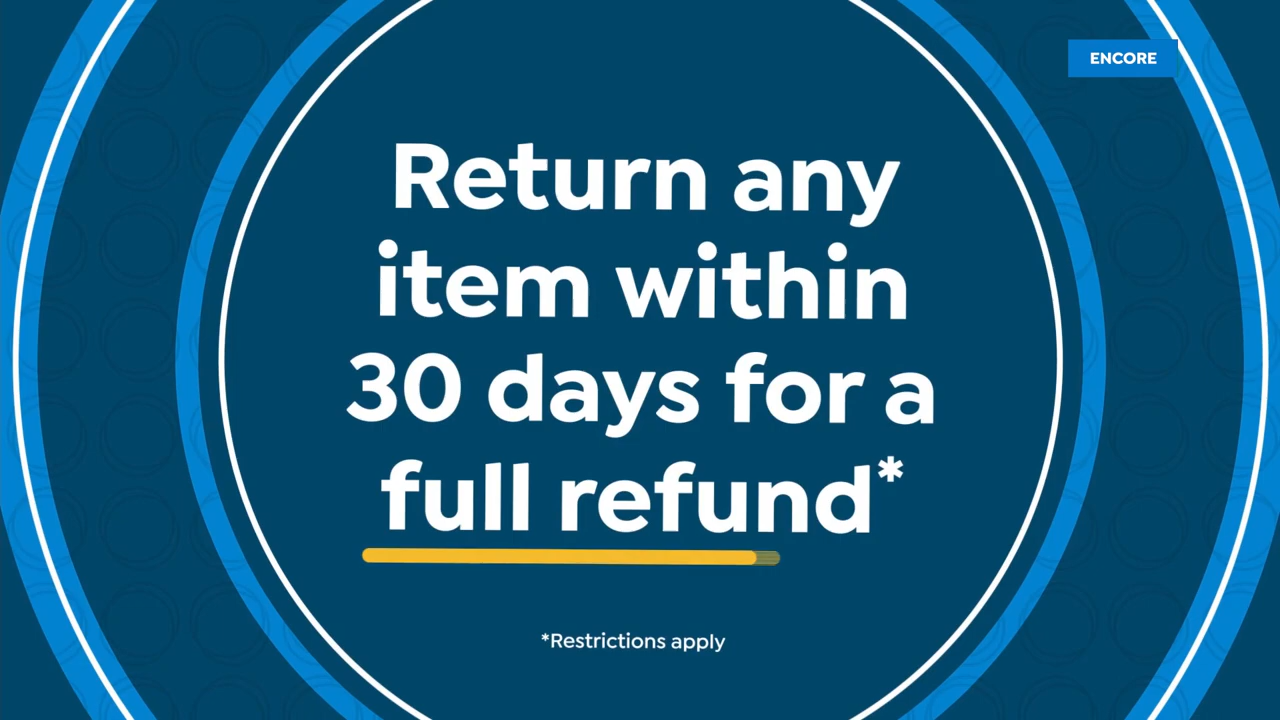 ENCORE
Return any
item within
30 days for a
full refund*
*Restrictions apply